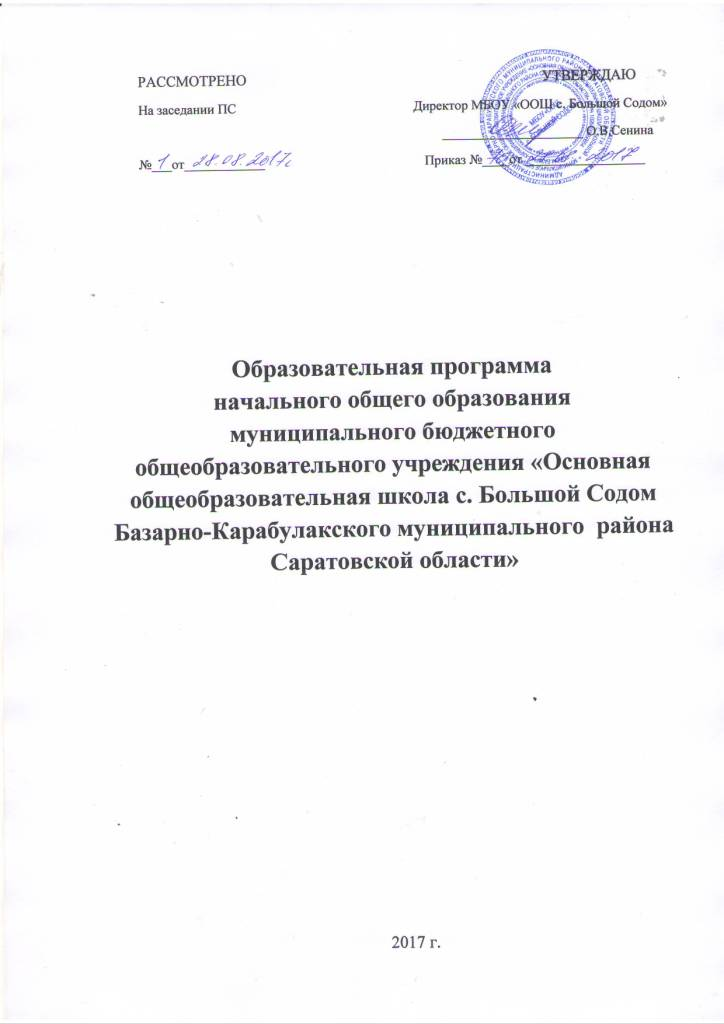 РАССМОТРЕНО
На заседании ПС
№ 1 от 28.08.2017г
УТВЕРЖДАЮ
Директор МБОУ «ООШ с. Большой Содом»
О.В.Сенина
Приказ № от 2017
Образовательная программа
начального общего образования
муниципального бюджетного
общеобразовательного учреждения «Основная
общеобразовательная школа с. Большой Содом
Базарно-Карабулакского муниципального района
Саратовской области»
2017 г.